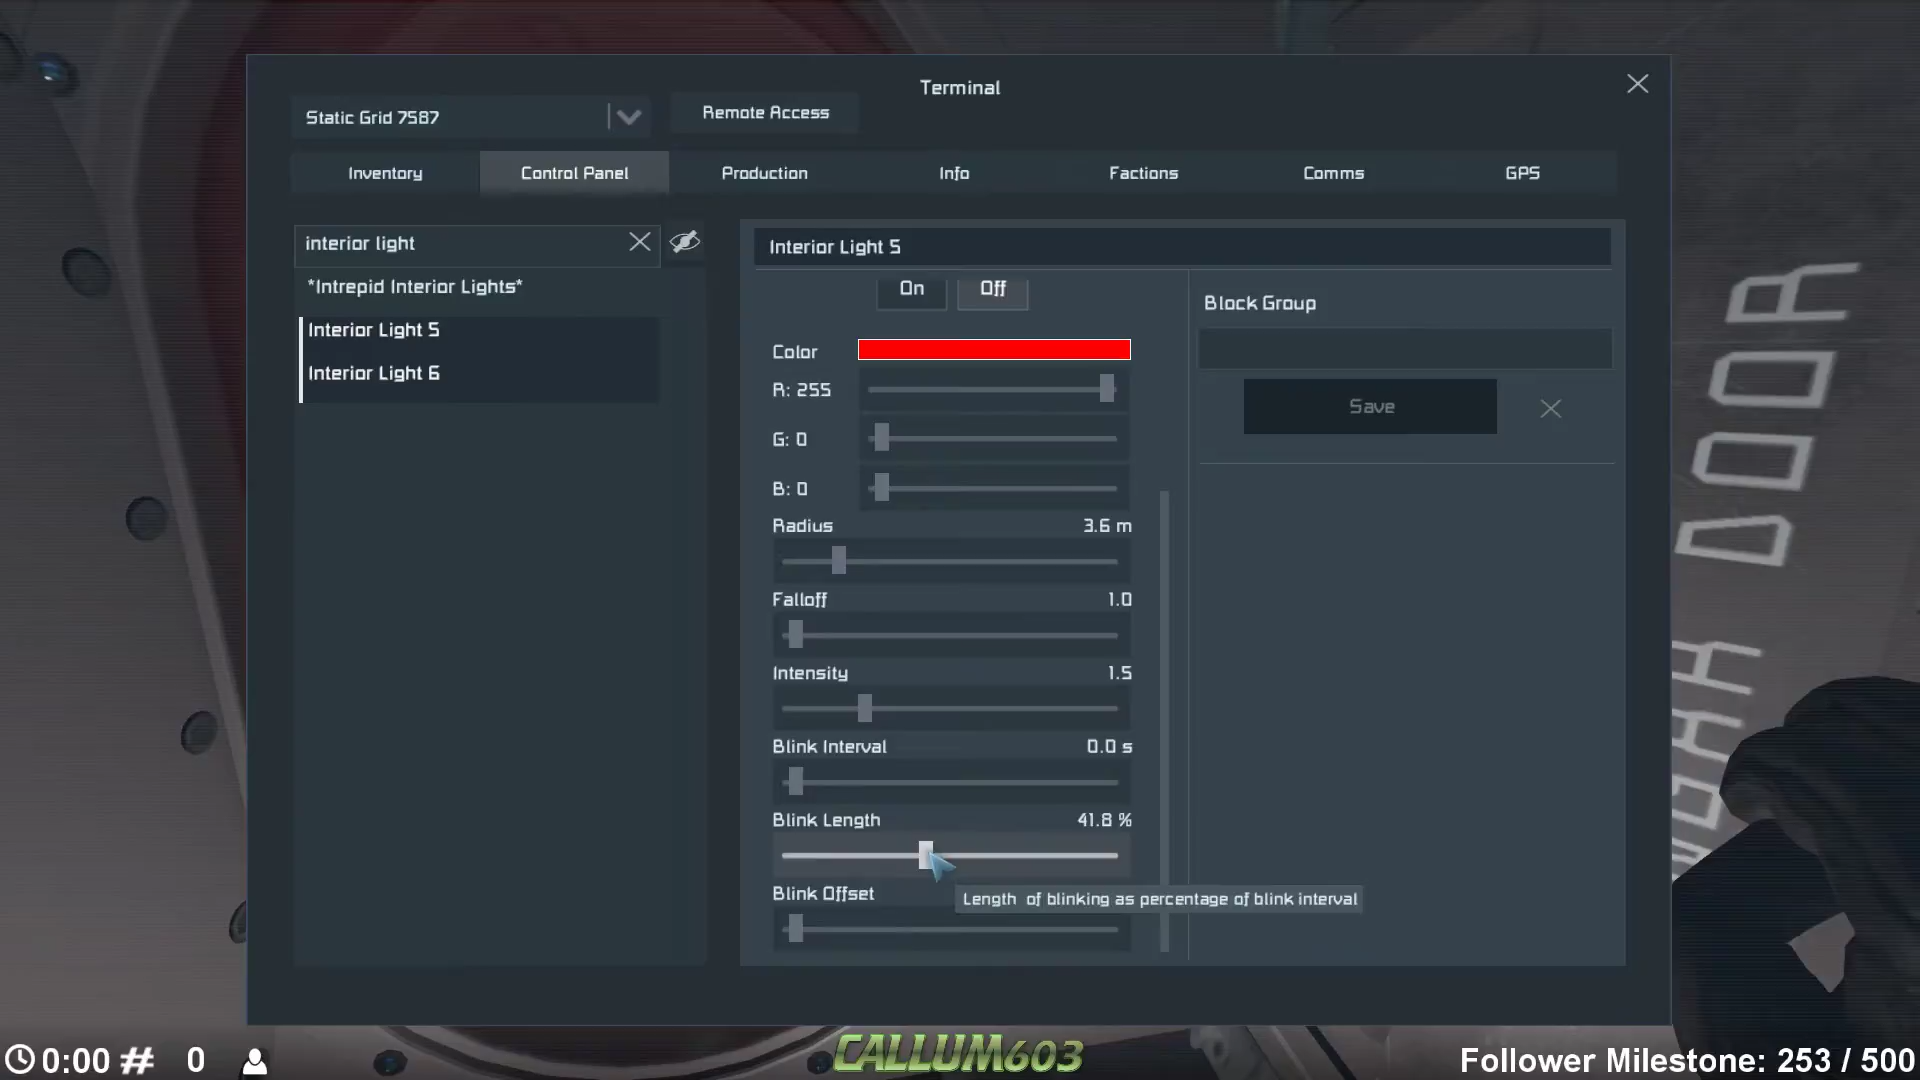 Terminal
Static Grid 7587
Remote Access
Inventory
Control Panel
Production
Info
Factions
Comms
GPS
interior light
*Intrepid Interior Lights*
Interior Light 5
Interior Light 6
Interior Light 5
On
Off
Color
R: 255
G: 0
B: 0
Radius
3.6 m
Falloff
1.0
Intensity
1.5
Blink Interval
0.0 s
Blink Length
41.8 %
Blink Offset
Length of blinking as percentage of blink interval
Block Group
Save
DOOR
0:00 # 0
CALLUM603
Follower Milestone: 253 / 500